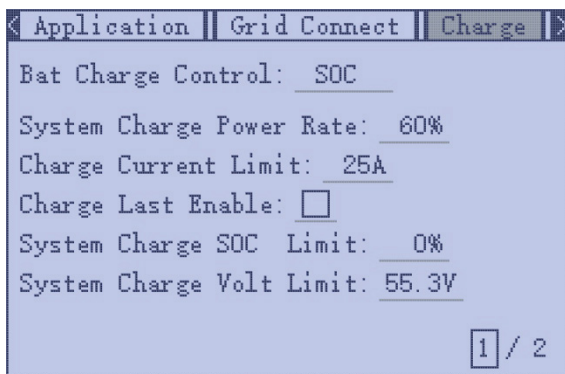 Application Grid Connect Charge
Bat Charge Control: SOC
System Charge Power Rate: 60%
Charge Current Limit: 25A
Charge Last Enable:
System Charge SOC Limit: 0%
System Charge Volt Limit: 55.3V
1 / 2